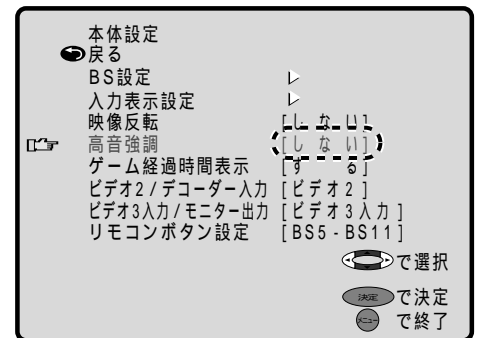 本体設定
戻る
BS設定
入力表示設定
映像反転 [しない]
高音強調 [しない]
ゲーム経過時間表示 [する]
ビデオ2/デコーダー入力 [ビデオ2]
ビデオ3入力/モニター出力 [ビデオ3入力]
リモコンボタン設定 [BS5-BS11]
で選択
決定 で決定
メニュー で終了